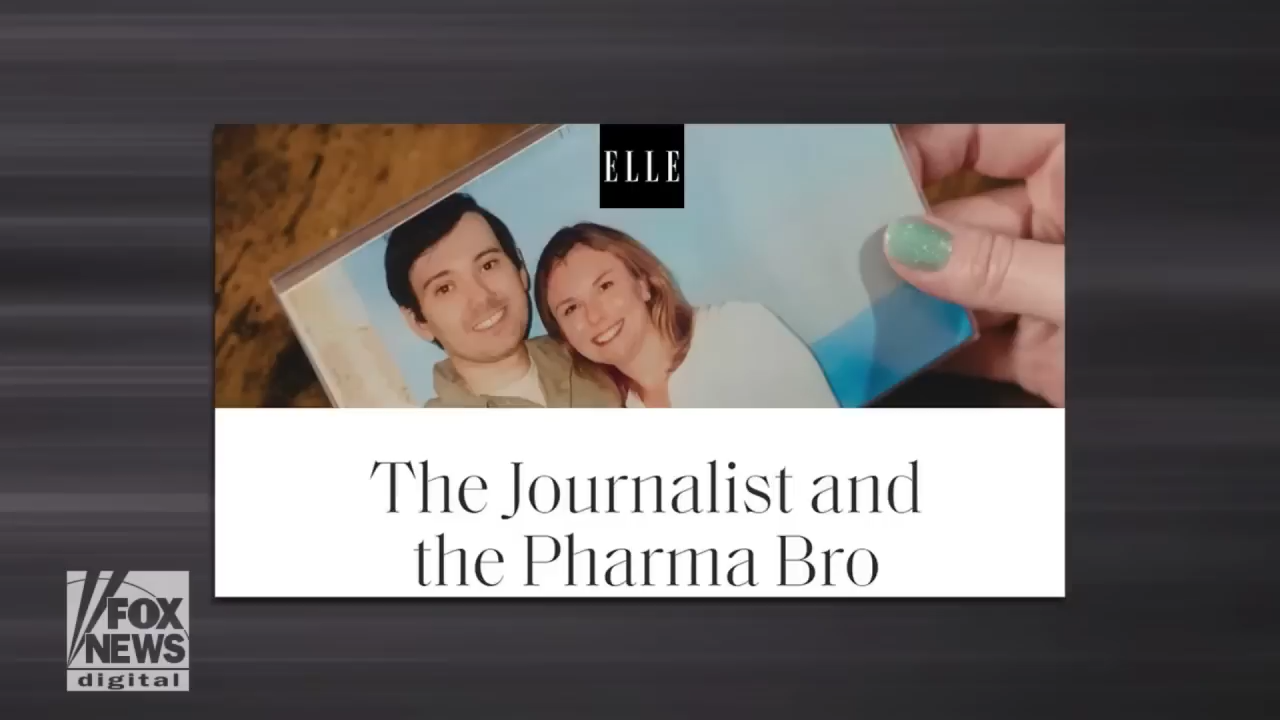 ELLE
The Journalist and
the Pharma Bro
FOX
NEWS
digital